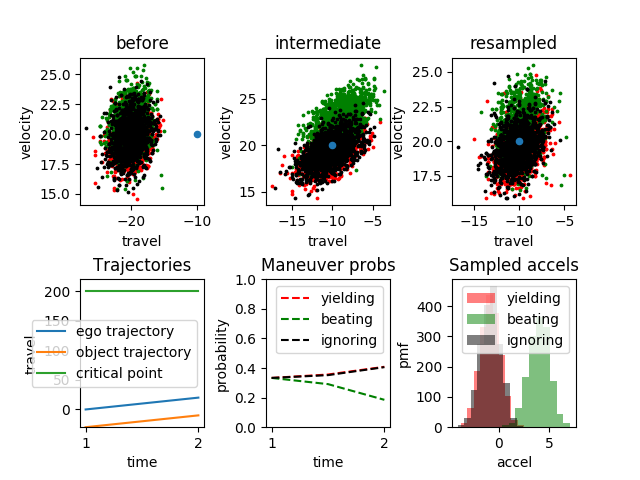 before
intermediate
resampled
velocity
25.0
22.5
20.0
17.5
15.0
−20
−10
travel
velocity
25
20
15
−15
−10
−5
travel
velocity
25.0
22.5
20.0
17.5
−15
−10
−5
travel
Trajectories
Maneuver probs
Sampled accels
travel
200
150
100
50
0
ego trajectory
object trajectory
critical point
1
2
time
probability
1.0
0.8
0.6
0.4
0.2
0.0
yielding
beating
ignoring
1
2
time
pmf
400
300
200
100
0
yielding
beating
ignoring
0
5
accel